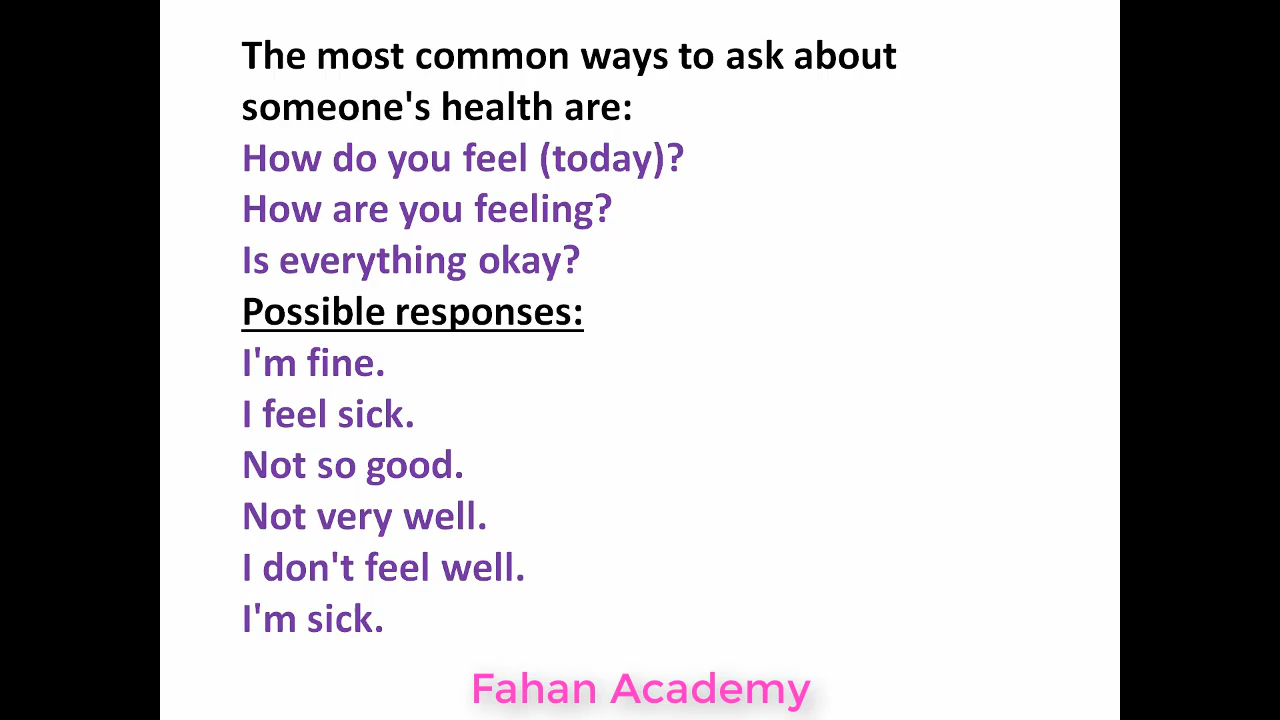 The most common ways to ask about
someone's health are:
How do you feel (today)?
How are you feeling?
Is everything okay?
Possible responses:
I'm fine.
I feel sick.
Not so good.
Not very well.
I don't feel well.
I'm sick.
Fahan Academy